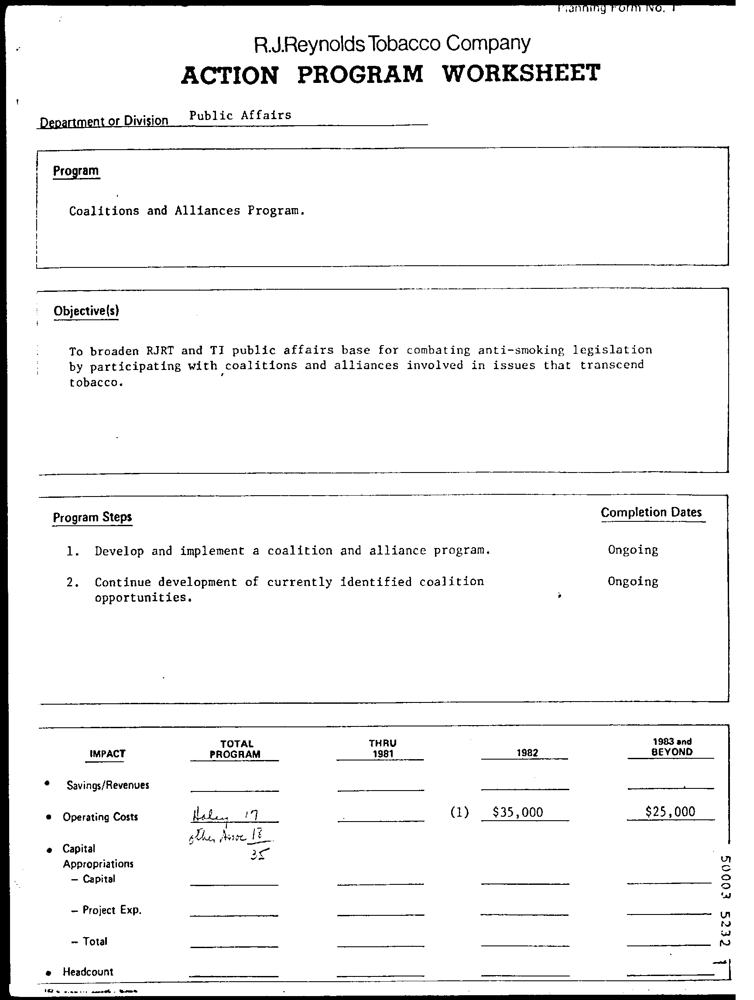 Planning Form No. 1
R.J.Reynolds Tobacco Company
ACTION PROGRAM WORKSHEET
Department or Division Public Affairs
Program
Coalitions and Alliances Program.
Objective(s)
To broaden RJRT and TI public affairs base for combating anti-smoking legislation
by participating with coalitions and alliances involved in issues that transcend
tobacco.
Program Steps Completion Dates
1. Develop and implement a coalition and alliance program. Ongoing
2. Continue development of currently identified coalition Ongoing
opportunities.
IMPACT TOTAL PROGRAM THRU 1981 1982 1983 and BEYOND
• Savings/Revenues
• Operating Costs Haley 17 (1) $35,000 $25,000
other Assoc 18
• Capital 35
Appropriations
– Capital
– Project Exp.
– Total
• Headcount
50003 5232